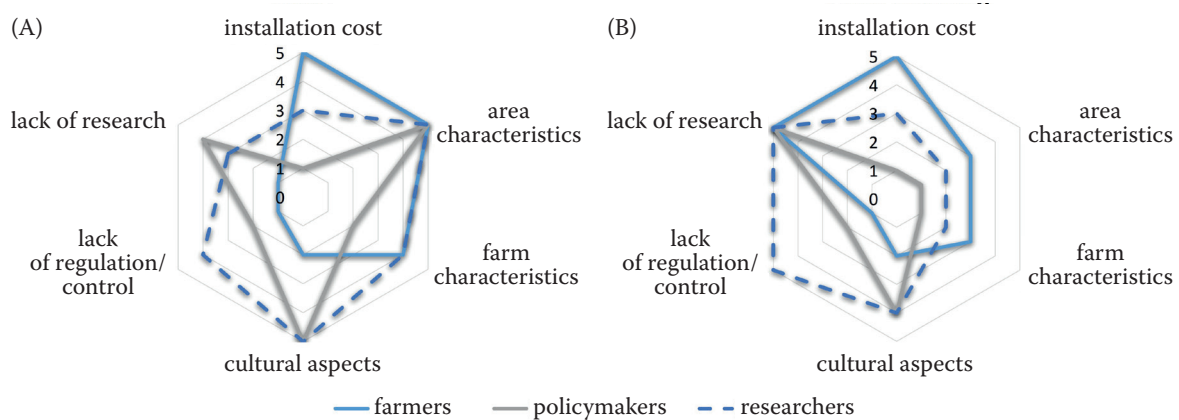 (A)
installation cost
5
4
3
2
1
0
lack of research
area
characteristics
lack
of regulation/
control
farm
characteristics
cultural aspects
(B)
installation cost
5
4
3
2
1
0
lack of research
area
characteristics
lack
of regulation/
control
farm
characteristics
cultural aspects
farmers
policymakers
researchers